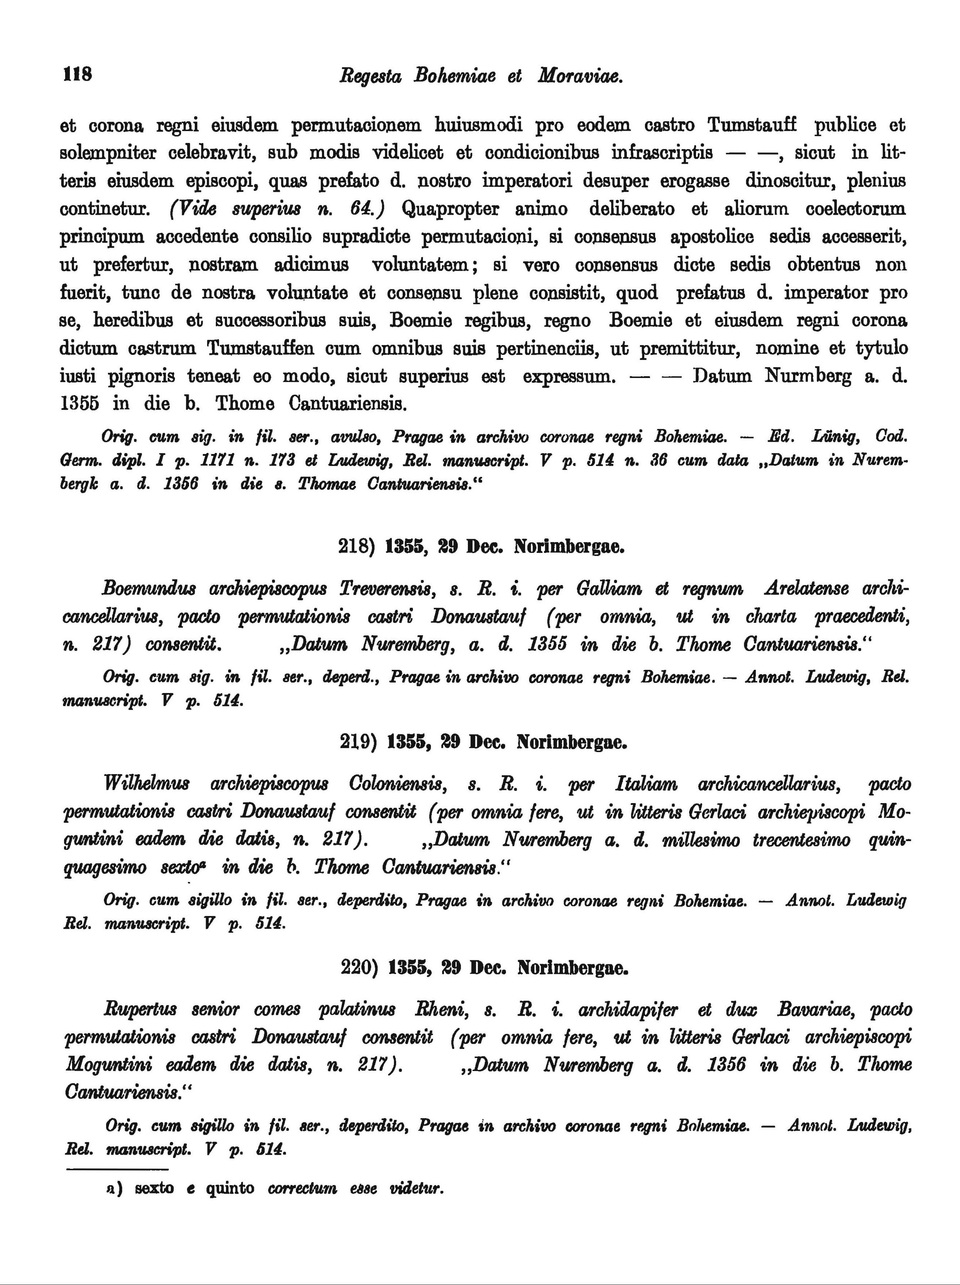 118 Regesta Bohemiae et Moraviae.
et corona regni eiusdem permutacionem huiusmodi pro eodem castro Tumstauff publice et
solempniter celebravit, sub modis videlicet et condicionibus infrascriptis — —, sicut in lit-
teris eiusdem episcopi, quas prefato d. nostro imperatori desuper erogasse dinoscitur, plenius
continetur. (Vide superius n. 64.) Quapropter animo deliberato et aliorum coelectorum
principum accedente consilio supradicte permutacioni, si consensus apostolice sedis accesserit,
ut prefertur, nostram adicimus voluntatem; si vero consensus dicte sedis obtentus non
fuerit, tunc de nostra voluntate et consensu plene consistit, quod prefatus d. imperator pro
se, heredibus et successoribus suis, Boemie regibus, regno Boemie et eiusdem regni corona
dictum castrum Tumstauffen cum omnibus suis pertinenciis, ut premittitur, nomine et tytulo
iusti pignoris teneat eo modo, sicut superius est expressum. — — Datum Nurmberg a. d.
1355 in die b. Thome Cantuariensis.
Orig. cum sig. in fil. ser., avulso, Pragae in archivo coronae regni Bohemiae. — Ed. Lünig, Cod.
Germ. dipl. I p. 1171 n. 173 et Ludewig, Rel. manuscript. V p. 514 n. 36 cum data „Datum in Nurem-
bergk a. d. 1356 in die s. Thomae Cantuariensis.“
218) 1355, 29 Dec. Norimbergae.
Boemundus archiepiscopus Treverensis, s. R. i. per Galliam et regnum Arelatense archi-
cancellarius, pacto permutationis castri Donaustauf (per omnia, ut in charta praecedenti,
n. 217) consentit. „Datum Nuremberg, a. d. 1355 in die b. Thome Cantuariensis.“
Orig. cum sig. in fil. ser., deperd., Pragae in archivo coronae regni Bohemiae. — Annot. Ludewig, Rel.
manuscript. V p. 514.
219) 1355, 29 Dec. Norimbergae.
Wilhelmus archiepiscopus Coloniensis, s. R. i. per Italiam archicancellarius, pacto
permutationis castri Donaustauf consentit (per omnia fere, ut in litteris Gerlaci archiepiscopi Mo-
guntini eadem die datis, n. 217). „Datum Nuremberg a. d. millesimo trecentesimo quin-
quagesimo sextoᵃ in die b. Thome Cantuariensis.“
Orig. cum sigillo in fil. ser., deperdito, Pragae in archivo coronae regni Bohemiae. — Annot. Ludewig
Rel. manuscript. V p. 514.
220) 1355, 29 Dec. Norimbergae.
Rupertus senior comes palatinus Rheni, s. R. i. archidapifer et dux Bavariae, pacto
permutationis castri Donaustauf consentit (per omnia fere, ut in litteris Gerlaci archiepiscopi
Moguntini eadem die datis, n. 217). „Datum Nuremberg a. d. 1356 in die b. Thome
Cantuariensis.“
Orig. cum sigillo in fil. ser., deperdito, Pragae in archivo coronae regni Bohemiae. — Annot. Ludewig,
Rel. manuscript. V p. 514.
a) sexto e quinto correctum esse videtur.